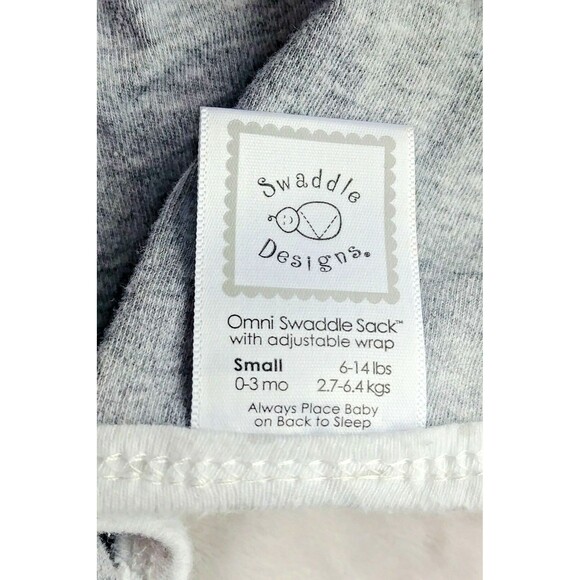 Swaddle
Designs®
Omni Swaddle Sack™
with adjustable wrap
Small 6-14 lbs
0-3 mo 2.7-6.4 kgs
Always Place Baby
on Back to Sleep